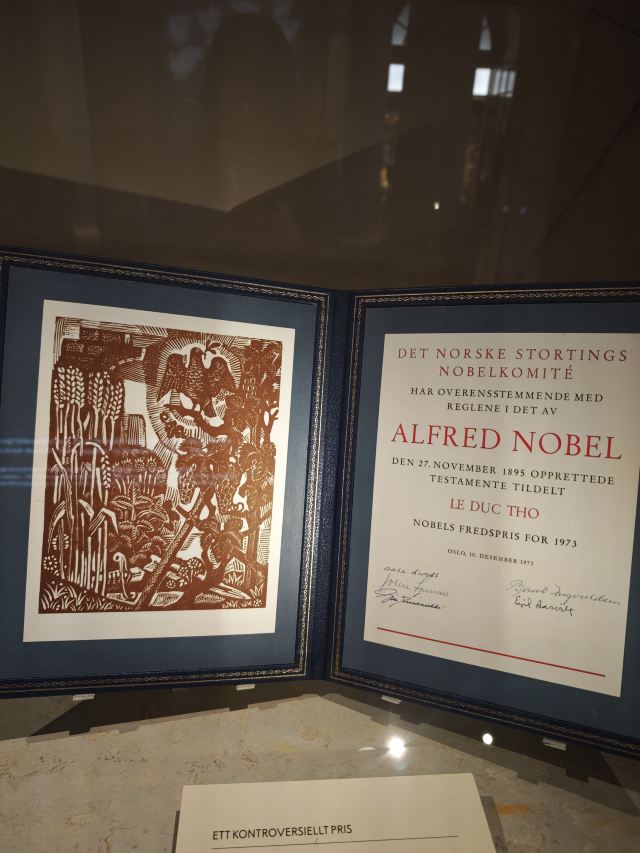 DET NORSKE STORTINGS
NOBELKOMITÉ
HAR OVERENSSTEMMENDE MED
REGLENE I DET AV
ALFRED NOBEL
DEN 27. NOVEMBER 1895 OPPRETTEDE
TESTAMENTE TILDELT
LE DUC THO
NOBELS FREDSPRIS FOR 1973
OSLO, 10. DESEMBER 1973
ETT KONTROVERSIELLT PRIS